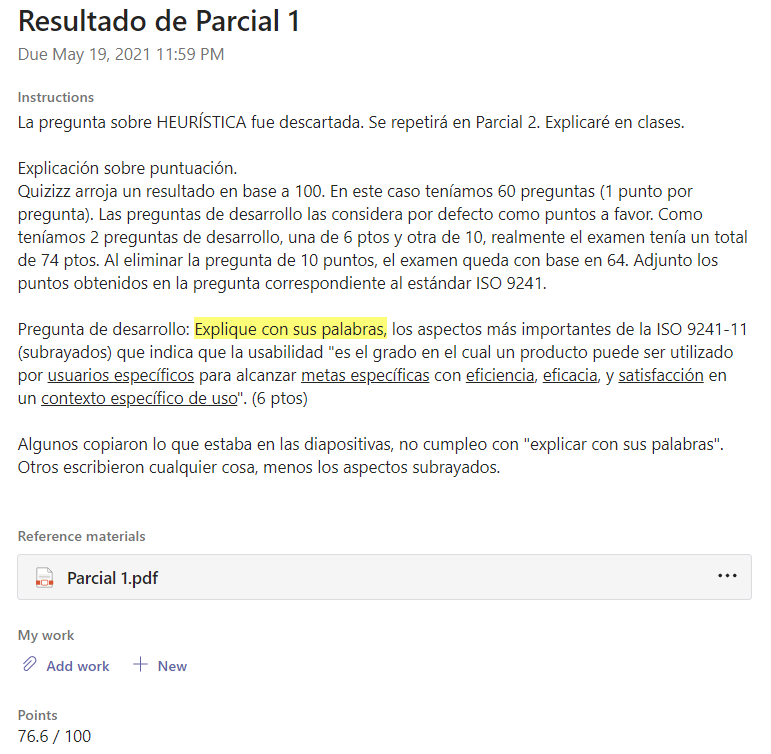 Resultado de Parcial 1
Due May 19, 2021 11:59 PM
Instructions
La pregunta sobre HEURÍSTICA fue descartada. Se repetirá en Parcial 2. Explicaré en clases.
Explicación sobre puntuación.
Quizizz arroja un resultado en base a 100. En este caso teníamos 60 preguntas (1 punto por
pregunta). Las preguntas de desarrollo las considera por defecto como puntos a favor. Como
teníamos 2 preguntas de desarrollo, una de 6 ptos y otra de 10, realmente el examen tenía un total
de 74 ptos. Al eliminar la pregunta de 10 puntos, el examen queda con base en 64. Adjunto los
puntos obtenidos en la pregunta correspondiente al estándar ISO 9241.
Pregunta de desarrollo: Explique con sus palabras, los aspectos más importantes de la ISO 9241-11
(subrayados) que indica que la usabilidad "es el grado en el cual un producto puede ser utilizado
por usuarios específicos para alcanzar metas específicas con eficiencia, eficacia, y satisfacción en
un contexto específico de uso". (6 ptos)
Algunos copiaron lo que estaba en las diapositivas, no cumpleo con "explicar con sus palabras".
Otros escribieron cualquier cosa, menos los aspectos subrayados.
Reference materials
Parcial 1.pdf
My work
Add work
New
Points
76.6 / 100